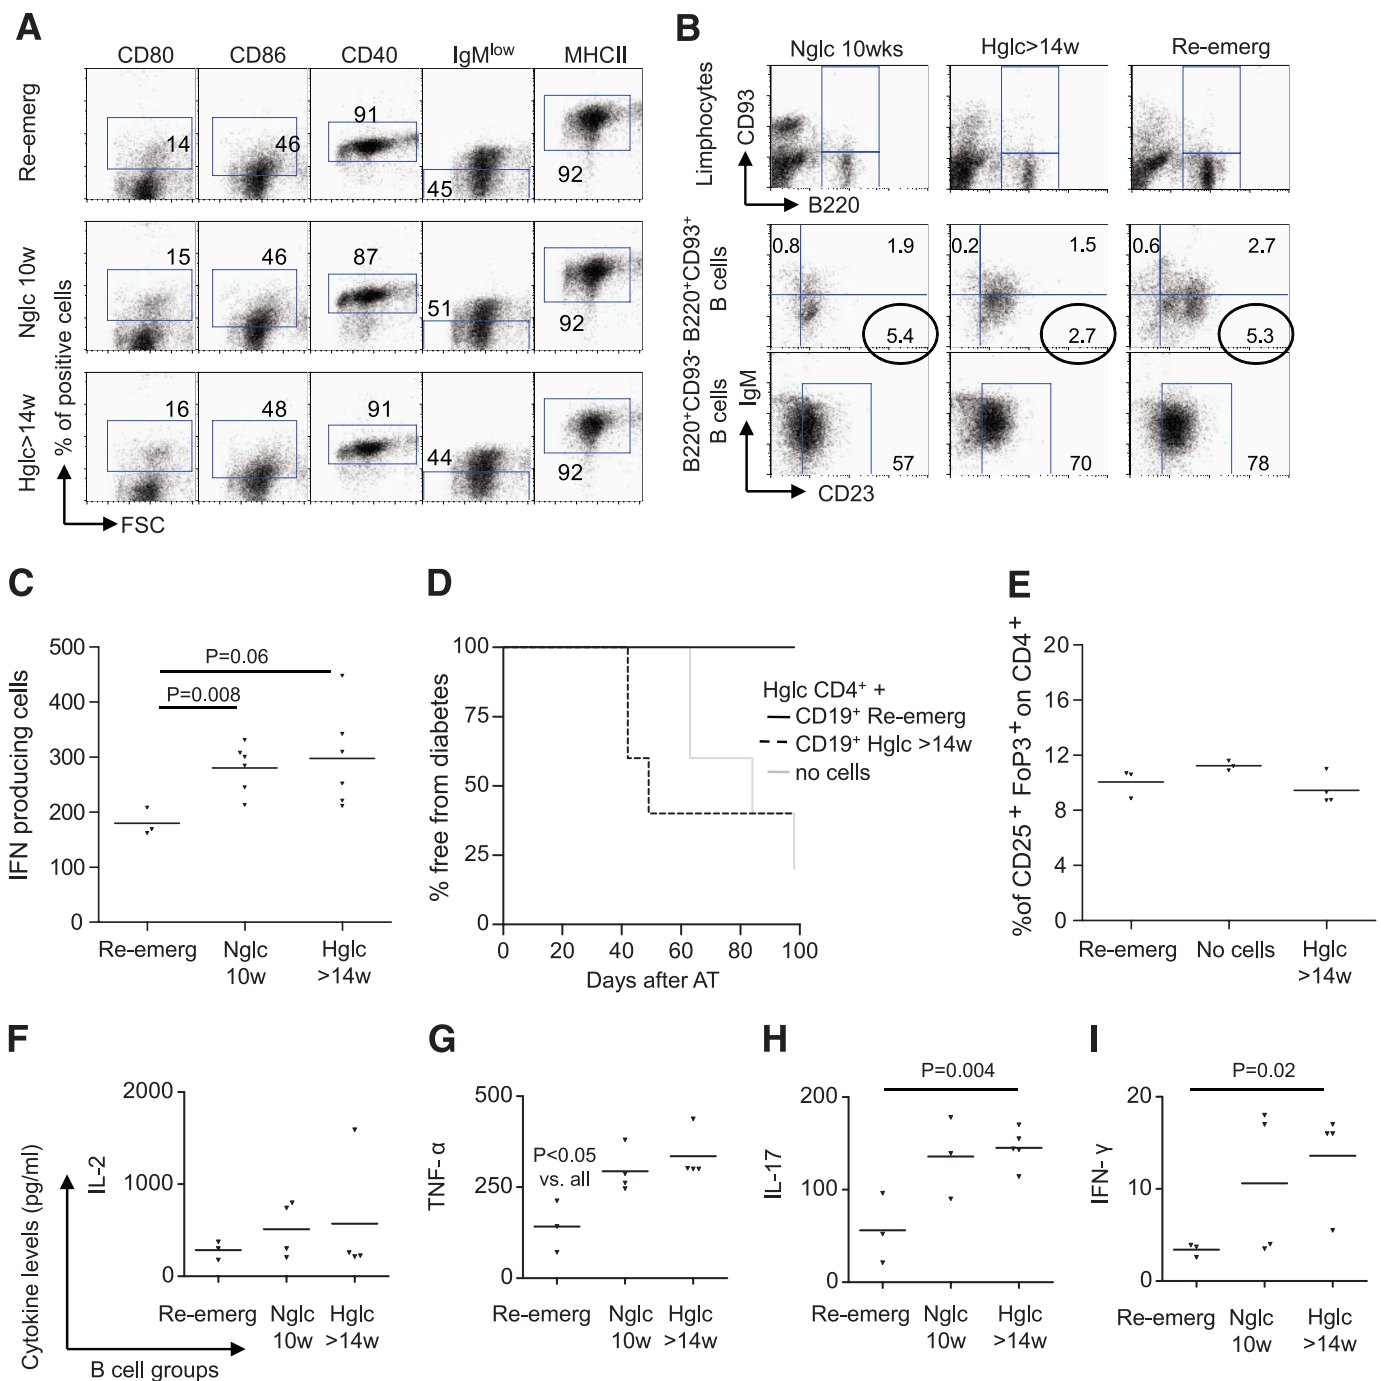 A
CD80 CD86 CD40 IgMlow MHCII
Re-emerg
14 46 91 45 92
Nglc 10w
15 46 87 51 92
Hglc>14w
16 48 91 44 92
% of positive cells
FSC
B
Nglc 10wks Hglc>14w Re-emerg
Limphocytes
CD93
B220
B220+CD93+
B cells
0.8 1.9 0.2 1.5 0.6 2.7
5.4 2.7 5.3
B220+CD93-
B cells
IgM
57 70 78
CD23
C
IFN producing cells
500
400
300
200
100
0
P=0.06
P=0.008
Re-emerg Nglc 10w Hglc >14w
D
% free from diabetes
100
75
50
25
0
0 20 40 60 80 100
Days after AT
Hglc CD4+ +
CD19+ Re-emerg
CD19+ Hglc >14w
no cells
E
%of CD25+ FoP3+ on CD4+
20
16
12
8
4
0
Re-emerg No cells Hglc >14w
F
Cytokine levels (pg/ml)
IL-2
2000
1000
0
Re-emerg Nglc 10w Hglc >14w
B cell groups
G
TNF- α
500
250
0
P<0.05
vs. all
Re-emerg Nglc 10w Hglc >14w
H
IL-17
200
100
0
P=0.004
Re-emerg Nglc 10w Hglc >14w
I
IFN- γ
20
10
0
P=0.02
Re-emerg Nglc 10w Hglc >14w